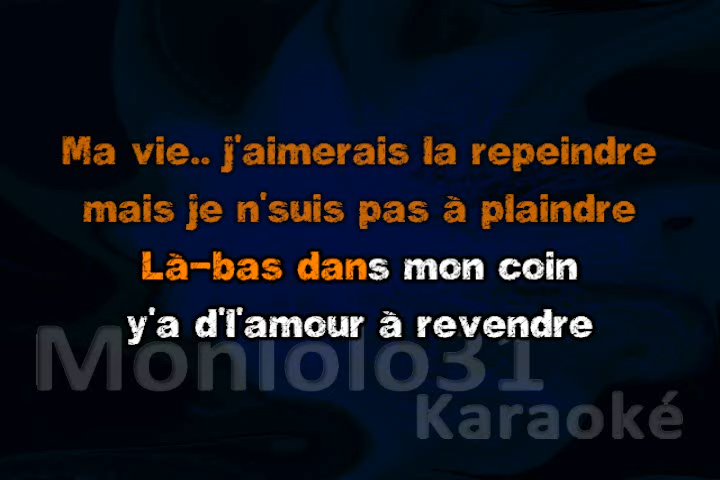 Ma vie.. j'aimerais la repeindre
mais je n'suis pas à plaindre
Là-bas dans mon coin
y'a d'l'amour à revendre
Monlolo31
Karaoké